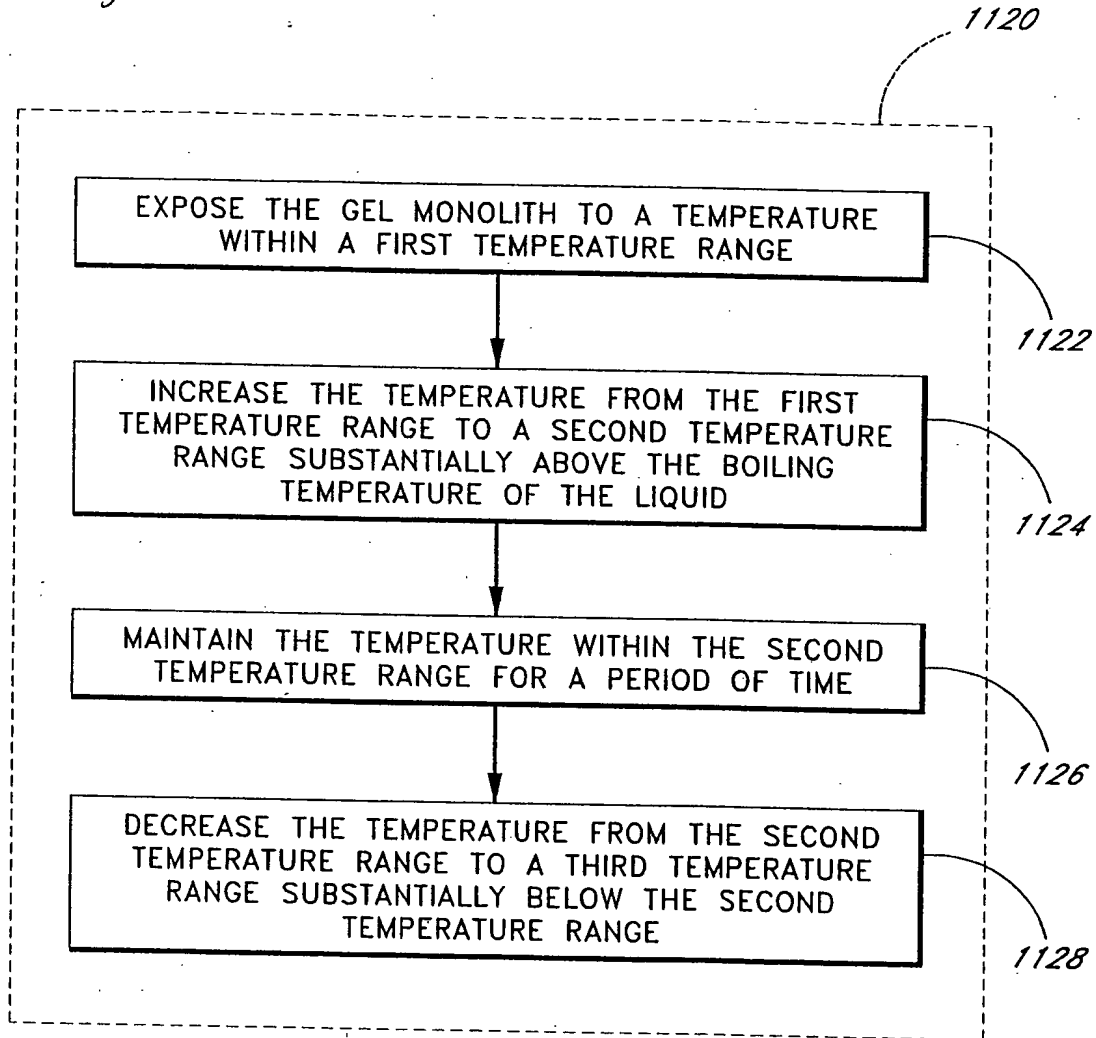 1120
EXPOSE THE GEL MONOLITH TO A TEMPERATURE
WITHIN A FIRST TEMPERATURE RANGE
1122
INCREASE THE TEMPERATURE FROM THE FIRST
TEMPERATURE RANGE TO A SECOND TEMPERATURE
RANGE SUBSTANTIALLY ABOVE THE BOILING
TEMPERATURE OF THE LIQUID
1124
MAINTAIN THE TEMPERATURE WITHIN THE SECOND
TEMPERATURE RANGE FOR A PERIOD OF TIME
1126
DECREASE THE TEMPERATURE FROM THE SECOND
TEMPERATURE RANGE TO A THIRD TEMPERATURE
RANGE SUBSTANTIALLY BELOW THE SECOND
TEMPERATURE RANGE
1128